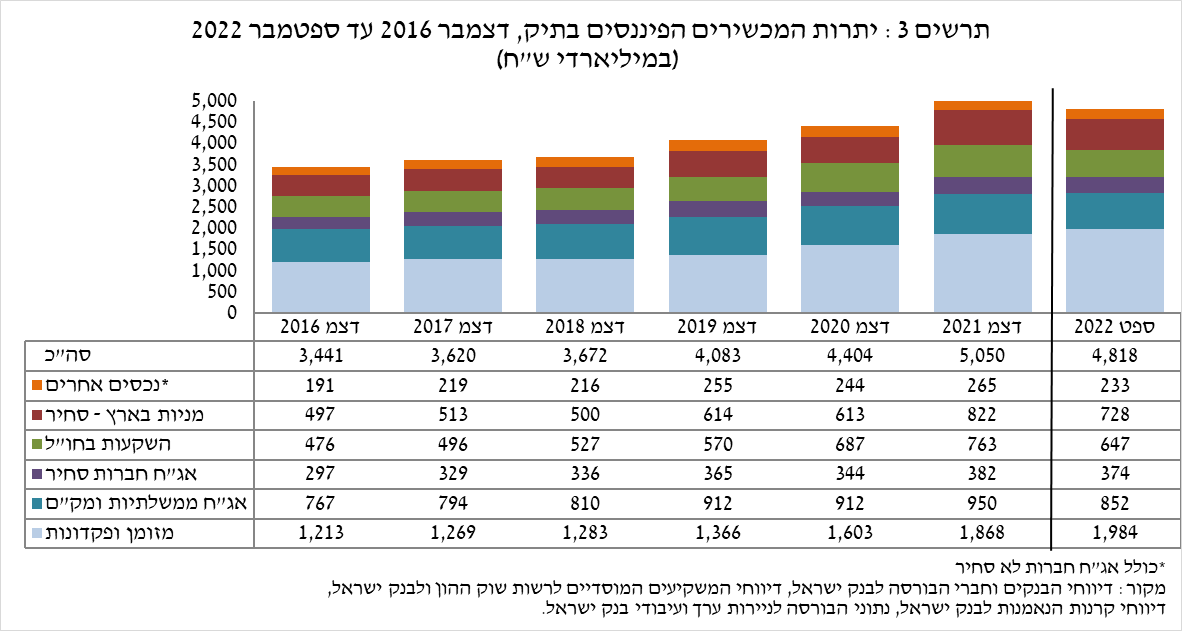 תרשים 3 : יתרות המכשירים הפיננסים בתיק, דצמבר 2016 עד ספטמבר 2022
(במיליארדי ש"ח)
5,000
4,500
4,000
3,500
3,000
2,500
2,000
1,500
1,000
500
0
דצמ 2016 דצמ 2017 דצמ 2018 דצמ 2019 דצמ 2020 דצמ 2021 ספט 2022
סה"כ 3,441 3,620 3,672 4,083 4,404 5,050 4,818
*נכסים אחרים 191 219 216 255 244 265 233
מניות בארץ - סחיר 497 513 500 614 613 822 728
השקעות בחו"ל 476 496 527 570 687 763 647
אג"ח חברות סחיר 297 329 336 365 344 382 374
אג"ח ממשלתיות ומק"ם 767 794 810 912 912 950 852
מזומן ופקדונות 1,213 1,269 1,283 1,366 1,603 1,868 1,984
*כולל אג"ח חברות לא סחיר
מקור : דיווחי הבנקים וחברי הבורסה לבנק ישראל, דיווחי המשקיעים המוסדיים לרשות שוק ההון ולבנק ישראל,
דיווחי קרנות הנאמנות לבנק ישראל, נתוני הבורסה לניירות ערך ועיבודי בנק ישראל.